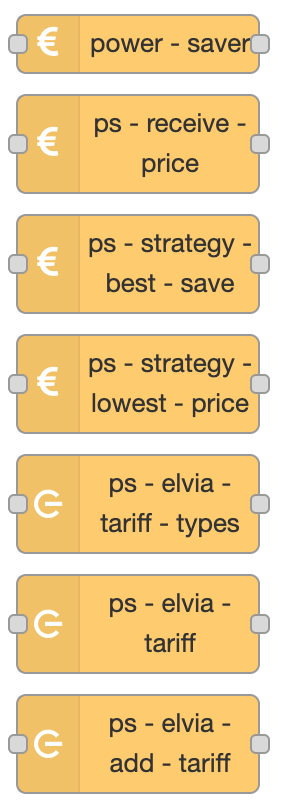 € power - saver
€ ps - receive -
price
€ ps - strategy -
best - save
€ ps - strategy -
lowest - price
ps - elvia -
tariff - types
ps - elvia -
tariff
ps - elvia -
add - tariff